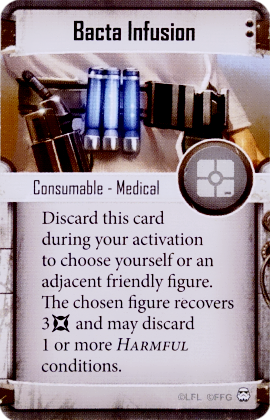 Bacta Infusion
Consumable - Medical
Discard this card
during your activation
to choose yourself or an
adjacent friendly figure.
The chosen figure recovers
3 and may discard
1 or more HARMFUL
conditions.
©LFL ©FFG